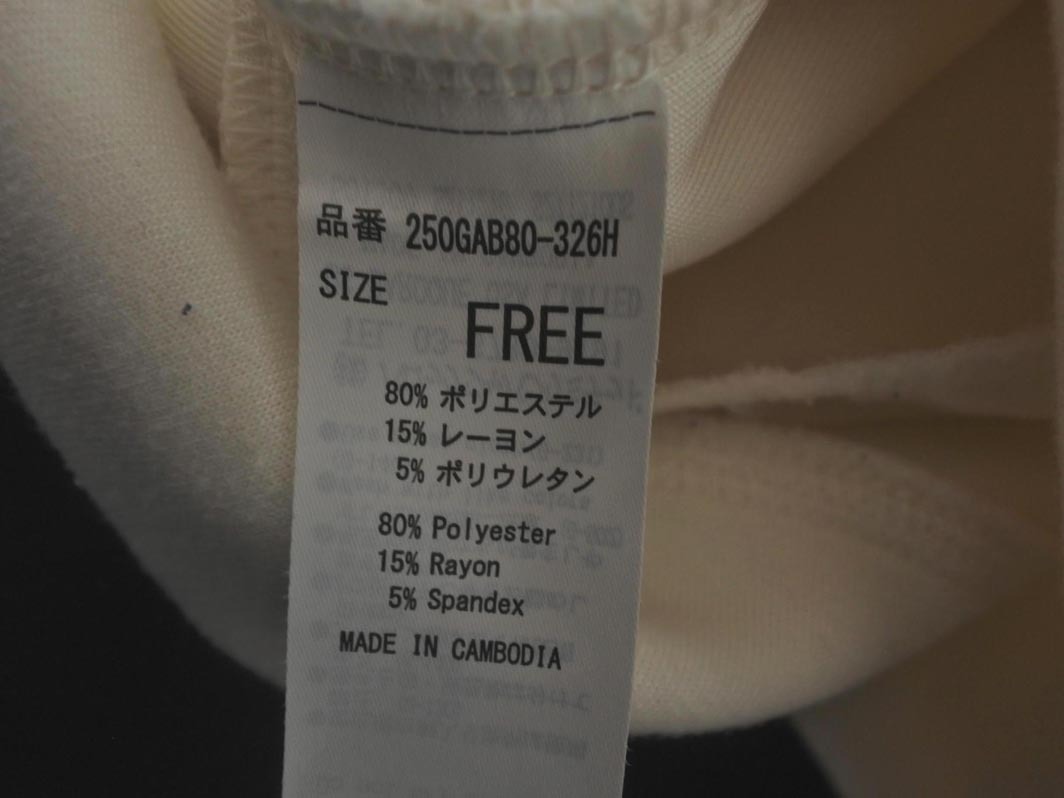 品番 250GAB80-326H
SIZE
FREE
80% ポリエステル
15% レーヨン
5% ポリウレタン
80% Polyester
15% Rayon
5% Spandex
MADE IN CAMBODIA